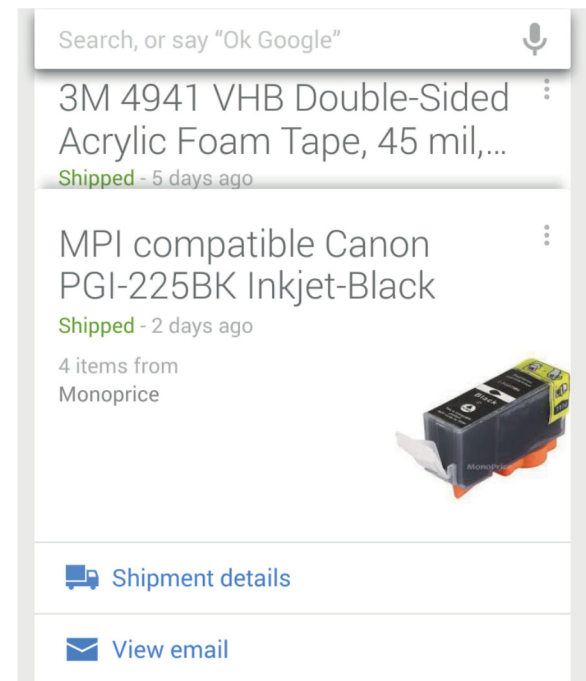 Search, or say “Ok Google”
3M 4941 VHB Double-Sided
Acrylic Foam Tape, 45 mil,...
Shipped - 5 days ago
MPI compatible Canon
PGI-225BK Inkjet-Black
Shipped - 2 days ago
4 items from
Monoprice
Black
MonoPrice
Shipment details
View email